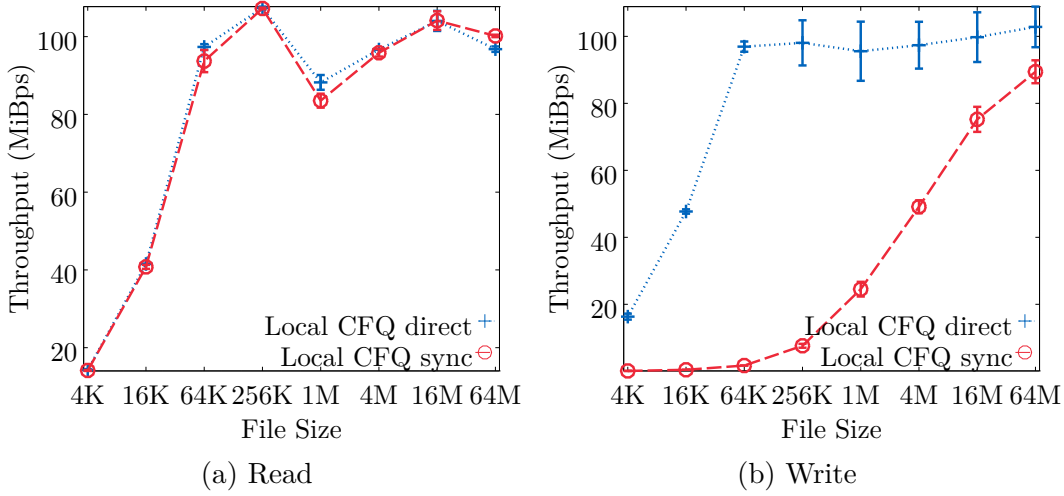 Throughput (MiBps)
100
80
60
40
20
Local CFQ direct
Local CFQ sync
4K 16K 64K 256K 1M 4M 16M 64M
File Size
(a) Read
Throughput (MiBps)
100
80
60
40
20
Local CFQ direct
Local CFQ sync
4K 16K 64K 256K 1M 4M 16M 64M
File Size
(b) Write